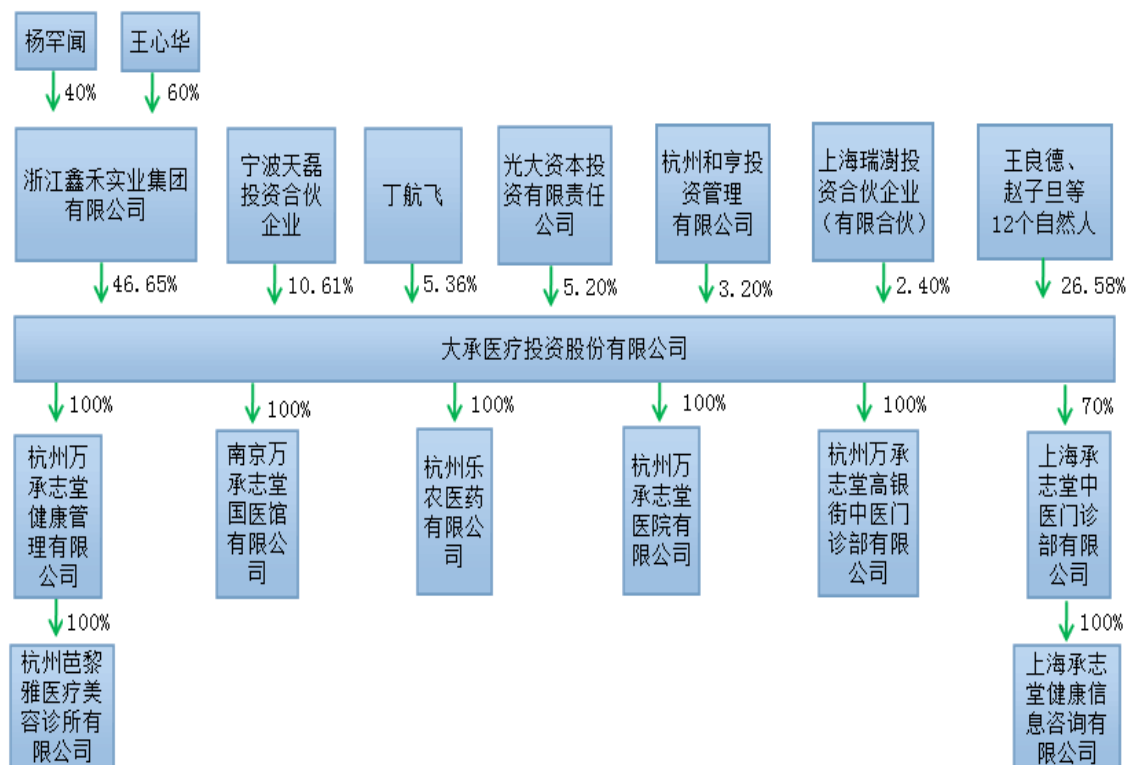 杨罕闻
王心华
40%
60%
浙江鑫禾实业集团
有限公司
宁波天磊
投资合伙
企业
丁航飞
光大资本投
资有限责任
公司
杭州和亨投
资管理
有限公司
上海瑞澍投
资合伙企业
（有限合伙）
王良德、
赵子旦等
12个自然人
46.65%
10.61%
5.36%
5.20%
3.20%
2.40%
26.58%
大承医疗投资股份有限公司
100%
100%
100%
100%
100%
70%
杭州万
承志堂
健康管
理有限
公司
南京万
承志堂
国医馆
有限公
司
杭州乐
农医药
有限公
司
杭州万
承志堂
医院有
限公司
杭州万承
志堂高银
街中医门
诊部有限
公司
上海承
志堂中
医门诊
部有限
公司
100%
100%
杭州芭黎
雅医疗美
容诊所有
限公司
上海承志
堂健康信
息咨询有
限公司